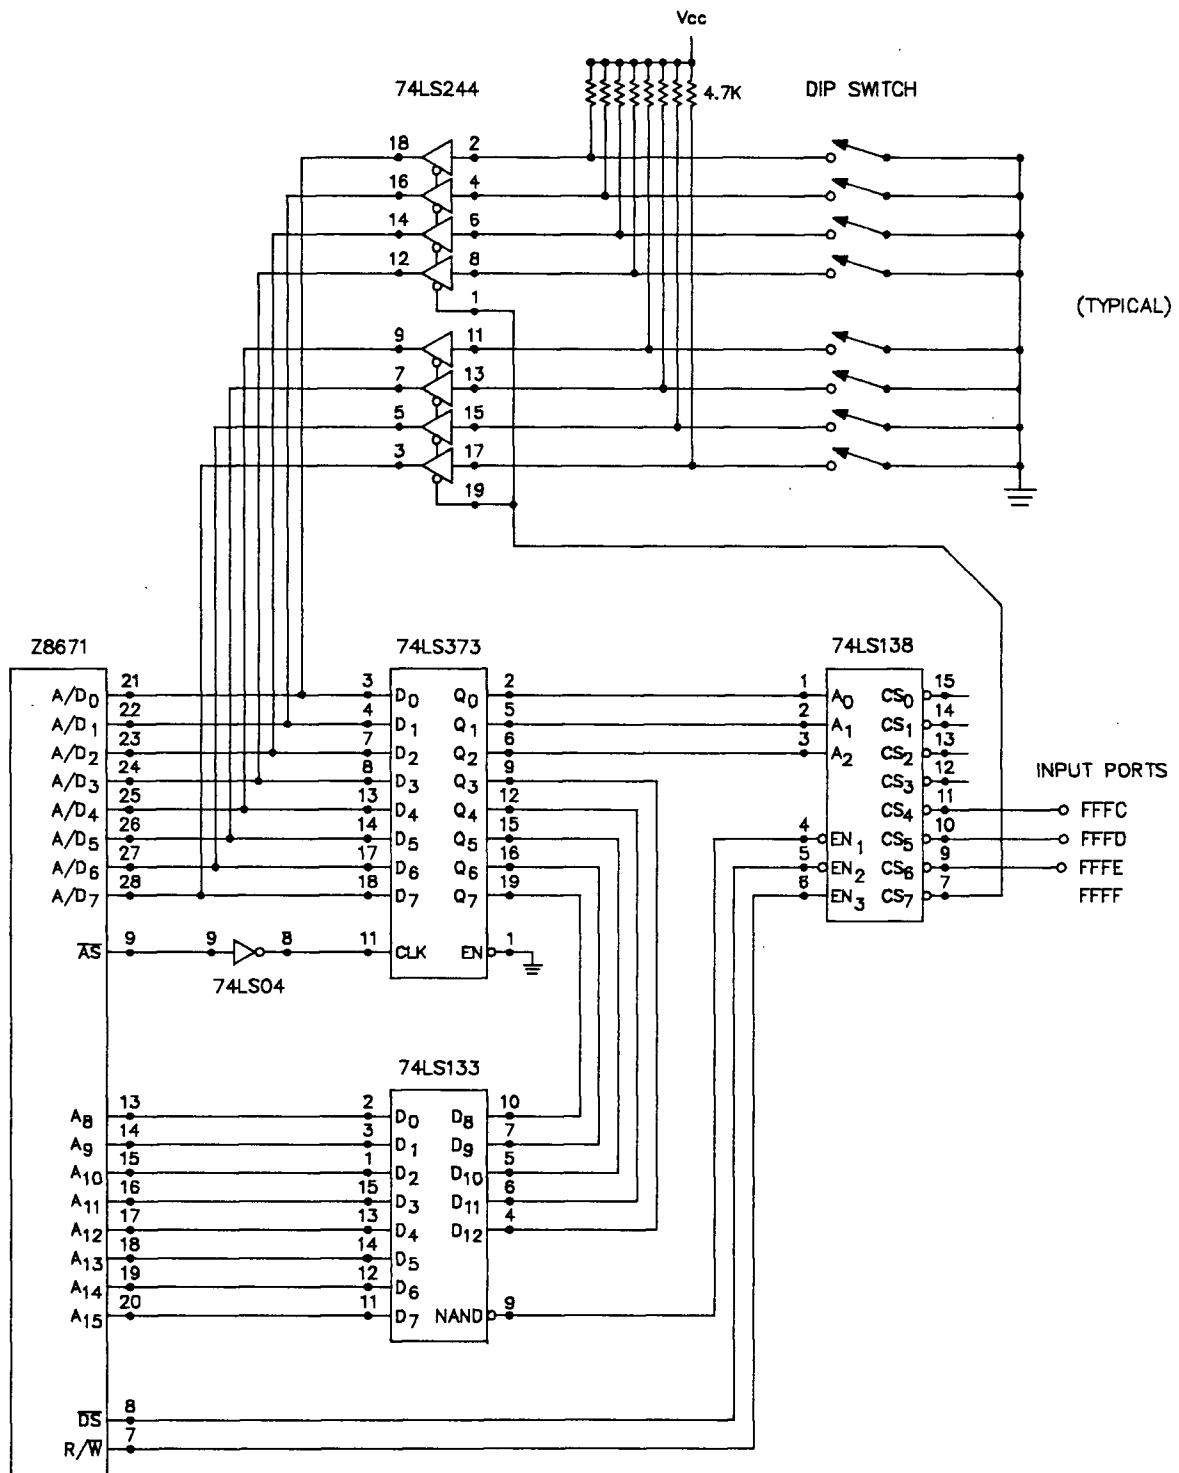 Vcc
74LS244
4.7K
DIP SWITCH
18 2
16 4
14 6
12 8
1
(TYPICAL)
9 11
7 13
5 15
3 17
19
Z8671
74LS373
74LS138
A/D0 21 3 D0 Q0 2 1 A0 CS0 15
A/D1 22 4 D1 Q1 5 2 A1 CS1 14
A/D2 23 7 D2 Q2 6 3 A2 CS2 13
A/D3 24 8 D3 Q3 9 CS3 12
INPUT PORTS
A/D4 25 13 D4 Q4 12 CS4 11 FFFC
A/D5 26 14 D5 Q5 15 4 EN1 CS5 10 FFFD
A/D6 27 17 D6 Q6 16 5 EN2 CS6 9 FFFE
A/D7 28 18 D7 Q7 19 6 EN3 CS7 7 FFFF
A̅S̅ 9 9 8 11 CLK EN 1
74LS04
74LS133
A8 13 2 D0 D8 10
A9 14 3 D1 D9 7
A10 15 1 D2 D10 5
A11 16 15 D3 D11 6
A12 17 13 D4 D12 4
A13 18 14 D5
A14 19 12 D6
A15 20 11 D7 NAND 9
D̅S̅ 8
R/W̅ 7